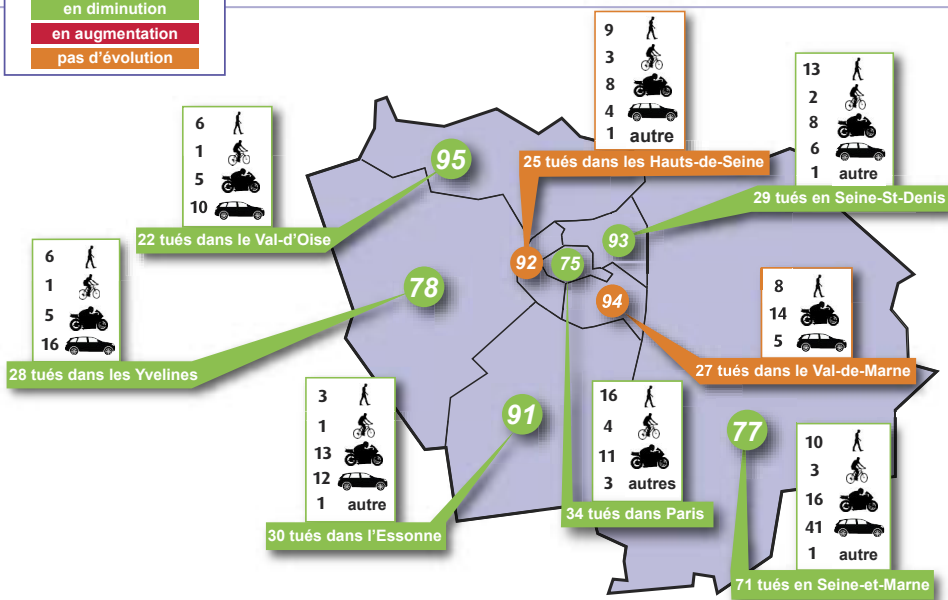 en diminution
en augmentation
pas d'évolution
9
3
8
4
1 autre
25 tués dans les Hauts-de-Seine
13
2
8
6
1 autre
29 tués en Seine-St-Denis
6
1
5
10
22 tués dans le Val-d'Oise
95
93
92
75
78
94
6
1
5
16
28 tués dans les Yvelines
8
14
5
27 tués dans le Val-de-Marne
3
1
13
12
1 autre
30 tués dans l'Essonne
91
16
4
11
3 autres
34 tués dans Paris
77
10
3
16
41
1 autre
71 tués en Seine-et-Marne